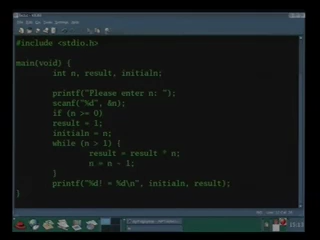 #include <stdio.h>
main(void) {
int n, result, initialn;
printf("Please enter n: ");
scanf("%d", &n);
if (n >= 0)
result = 1;
initialn = n;
while (n > 1) {
result = result * n;
n = n - 1;
}
printf("%d! = %d\n", initialn, result);
}